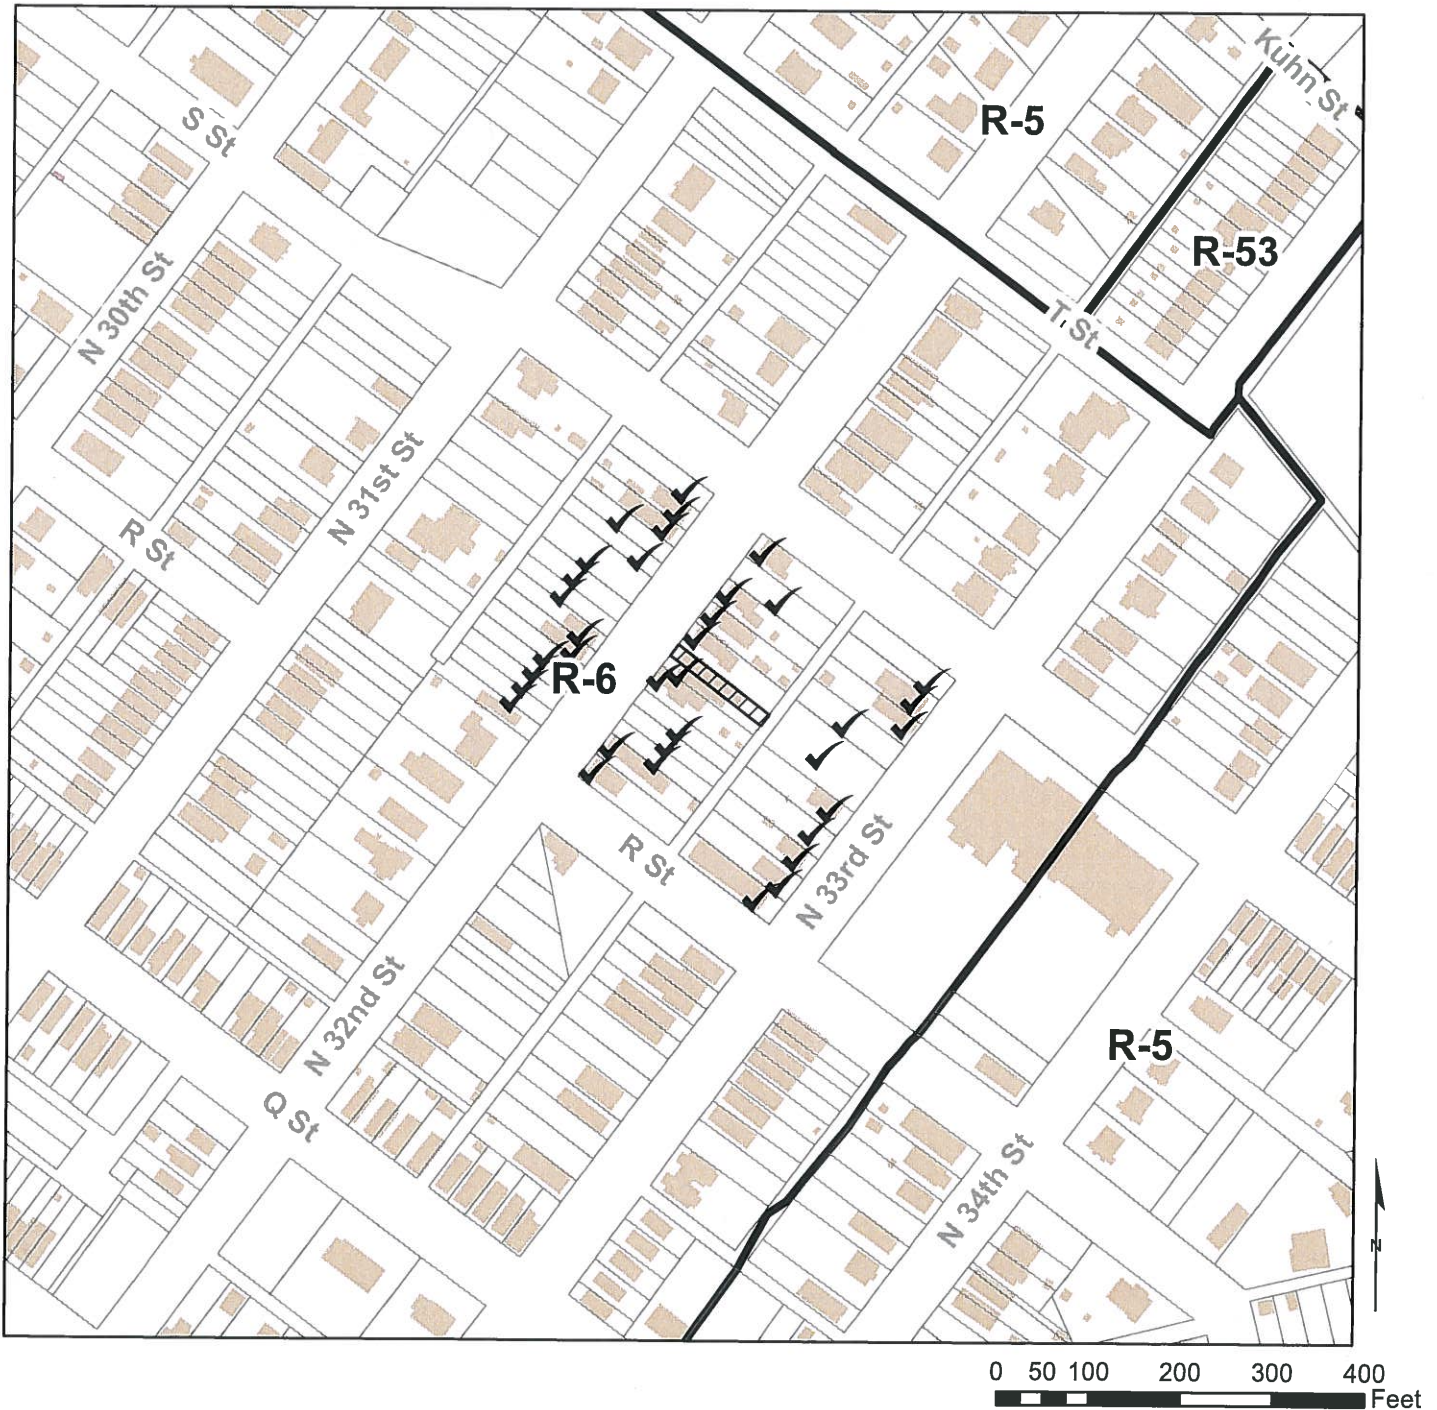 Kuhn St
R-5
S St
R-53
N 30th St
T St
N 31st St
R St
R-6
R St
N 33rd St
N 32nd St
R-5
Q St
N 34th St
N
0 50 100 200 300 400
Feet